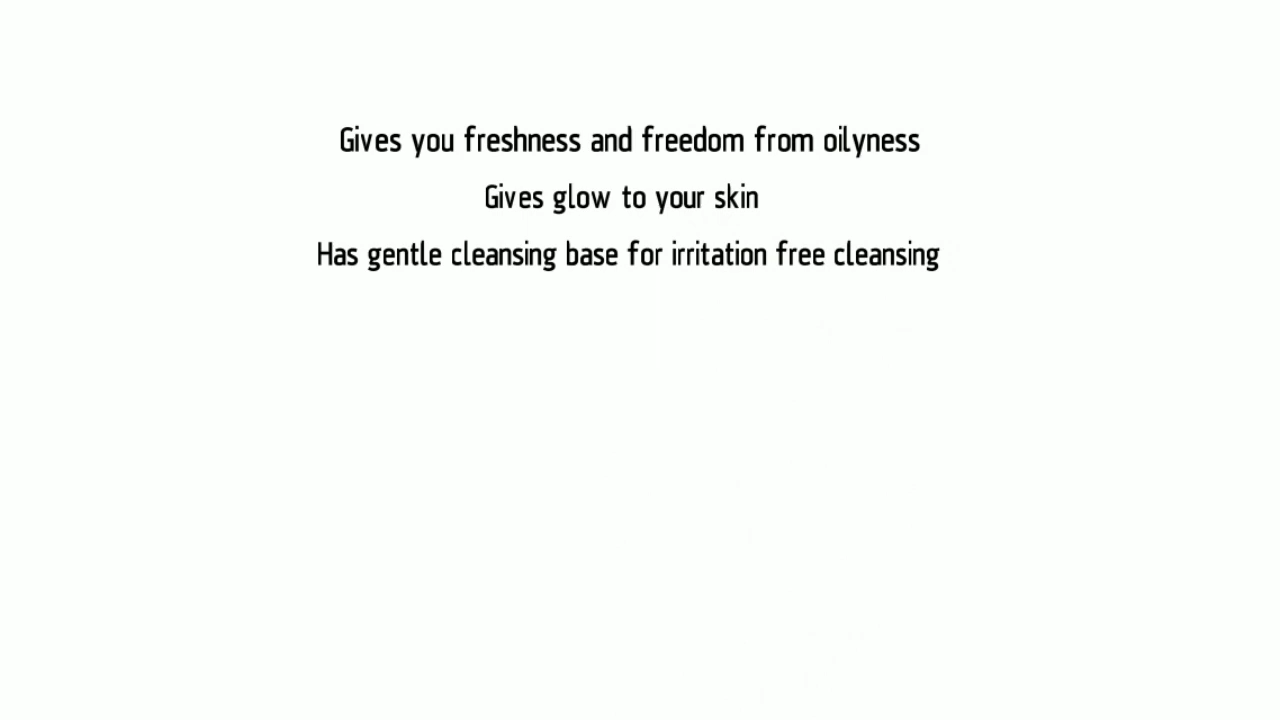 Gives you freshness and freedom from oilyness
Gives glow to your skin
Has gentle cleansing base for irritation free cleansing